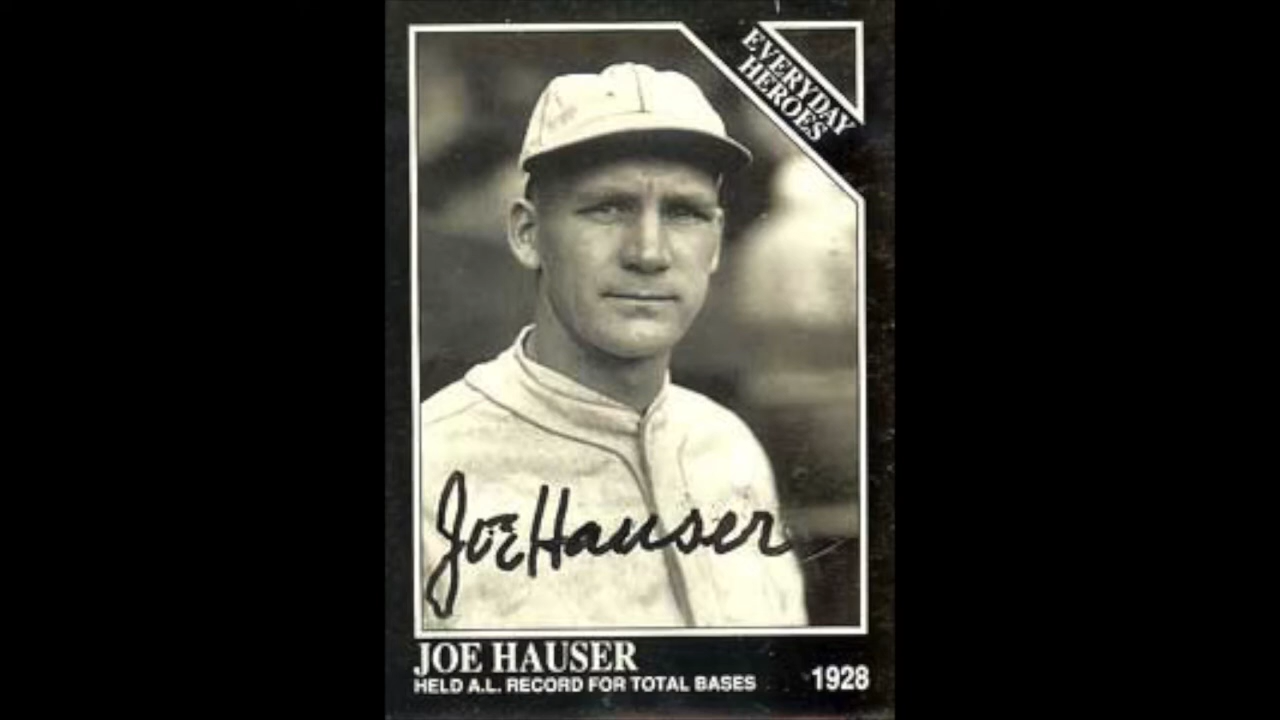 EVERYDAY
HEROES
Joe Hauser
JOE HAUSER
HELD A.L. RECORD FOR TOTAL BASES
1928